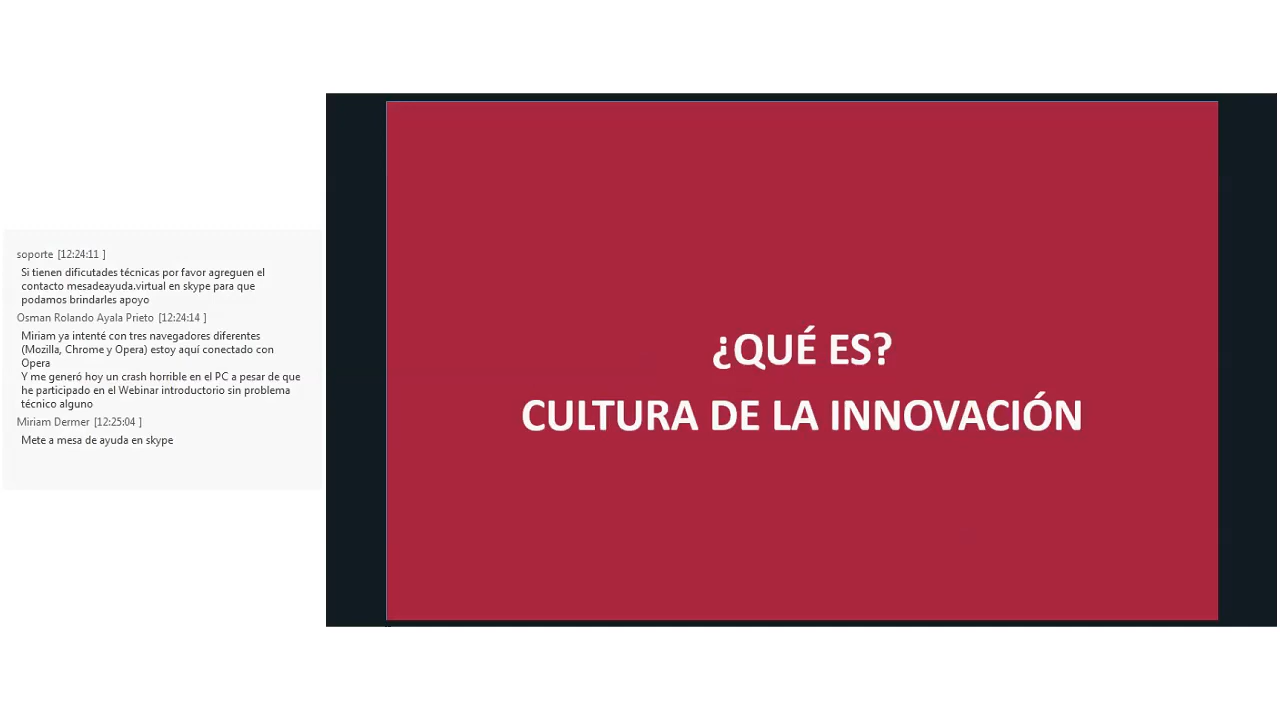 soporte [12:24:11 ]
Si tienen dificutades técnicas por favor agreguen el
contacto mesadeayuda.virtual en skype para que
podamos brindarles apoyo
Osman Rolando Ayala Prieto [12:24:14 ]
Miriam ya intenté con tres navegadores diferentes
(Mozilla, Chrome y Opera) estoy aquí conectado con
Opera
Y me generó hoy un crash horrible en el PC a pesar de que
he participado en el Webinar introductorio sin problema
técnico alguno
Miriam Dermer [12:25:04 ]
Mete a mesa de ayuda en skype
¿QUÉ ES?
CULTURA DE LA INNOVACIÓN